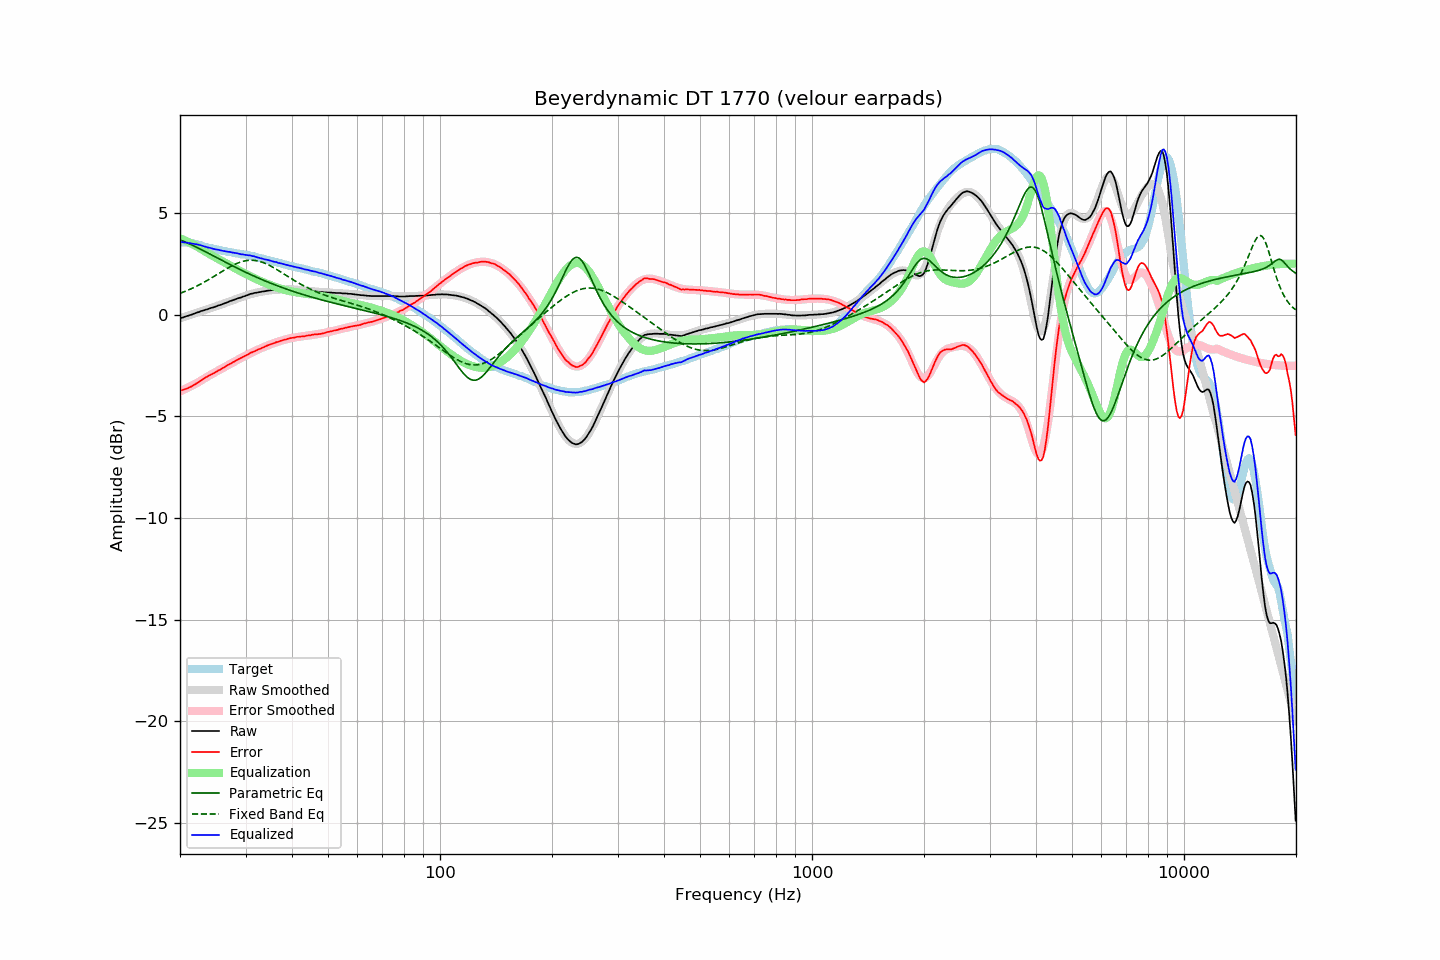 Beyerdynamic DT 1770 (velour earpads)
Amplitude (dBr)
5
0
−5
−10
−15
−20
−25
Target
Raw Smoothed
Error Smoothed
Raw
Error
Equalization
Parametric Eq
Fixed Band Eq
Equalized
100
1000
10000
Frequency (Hz)